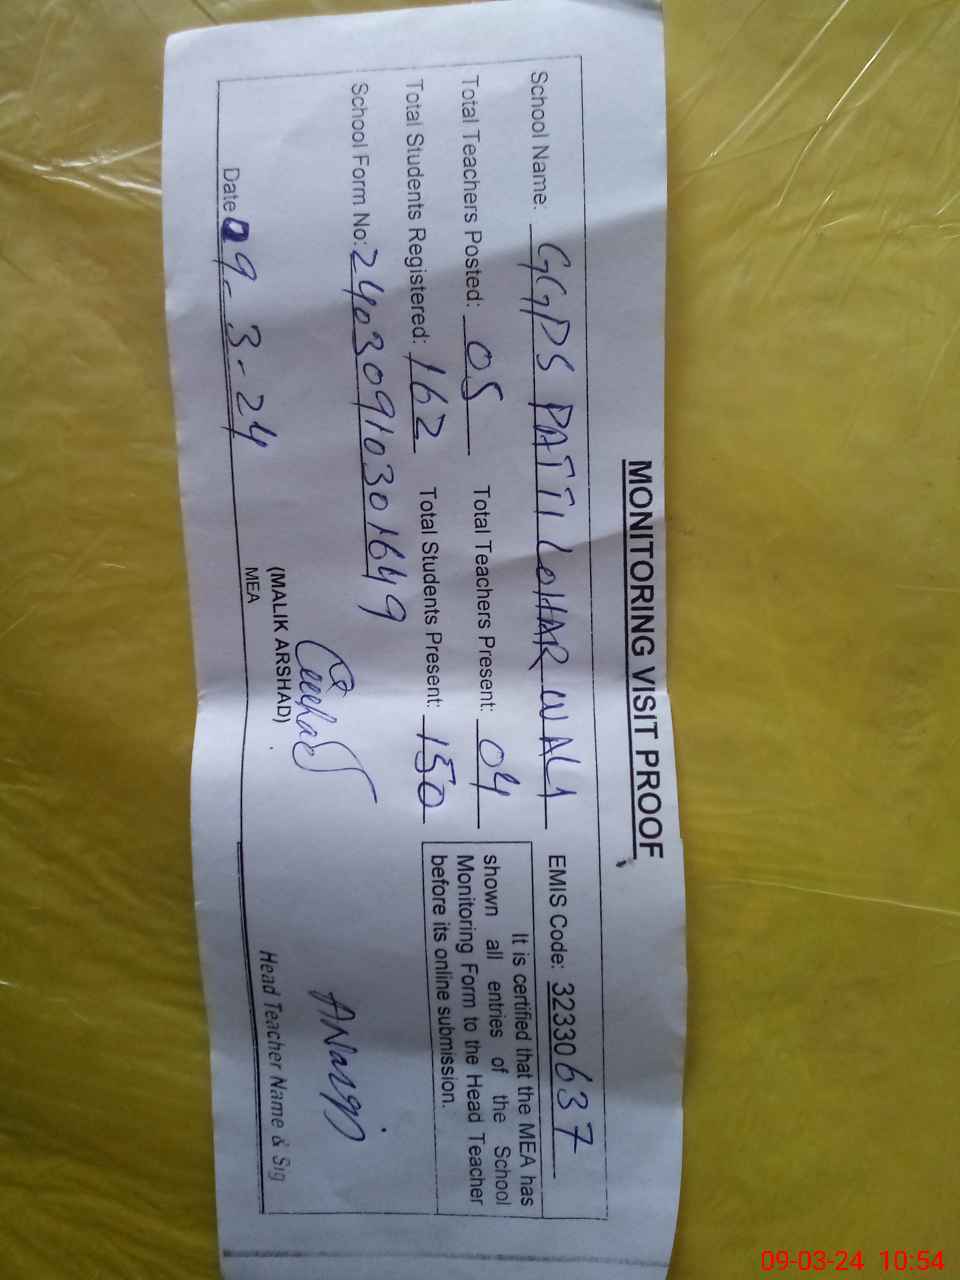 MONITORING VISIT PROOF
School Name: GGPS PATTI LOHAR WALI EMIS Code: 32330637
Total Teachers Posted: 05 Total Teachers Present: 04
Total Students Registered: 162 Total Students Present: 150
It is certified that the MEA has
shown all entries of the School
Monitoring Form to the Head Teacher
before its online submission.
School Form No: 24030910301649
Date 09-3-24
(MALIK ARSHAD)
MEA
Head Teacher Name & Sig
09-03-24 10:54